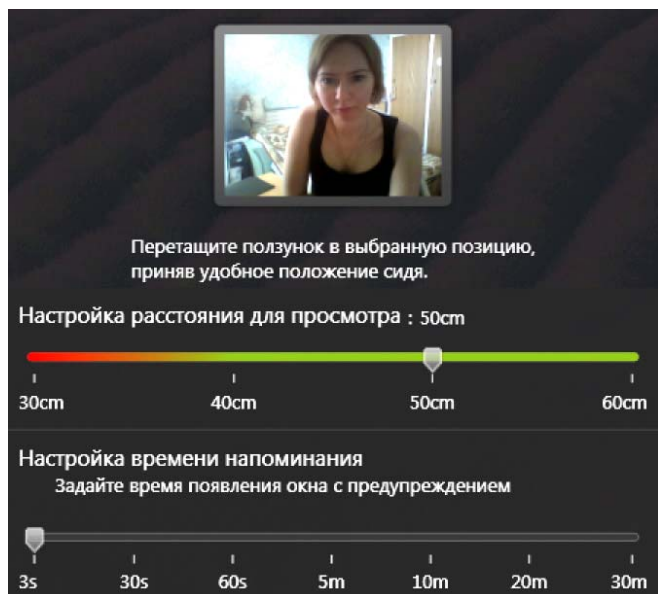 Перетащите ползунок в выбранную позицию,
приняв удобное положение сидя.
Настройка расстояния для просмотра : 50cm
30cm 40cm 50cm 60cm
Настройка времени напоминания
Задайте время появления окна с предупреждением
3s 30s 60s 5m 10m 20m 30m